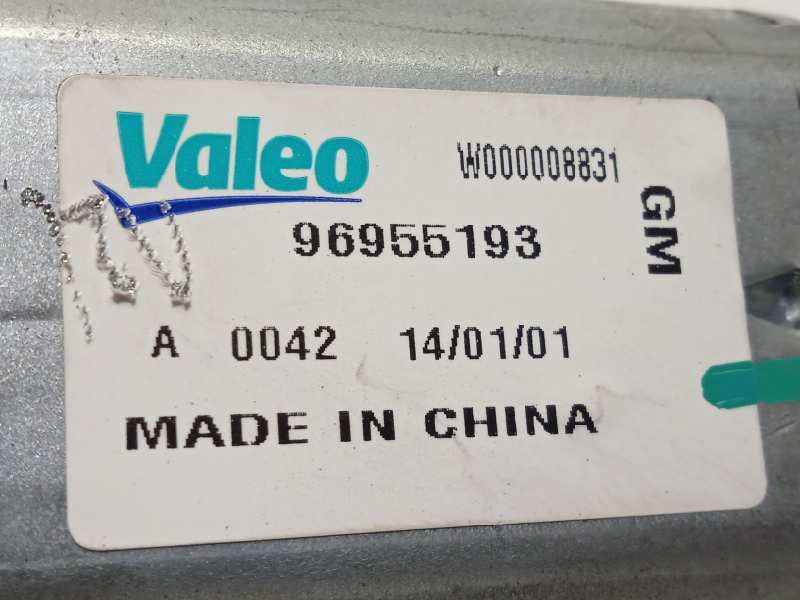 Valeo
W000008831
96955193
GM
A 0042 14/01/01
MADE IN CHINA